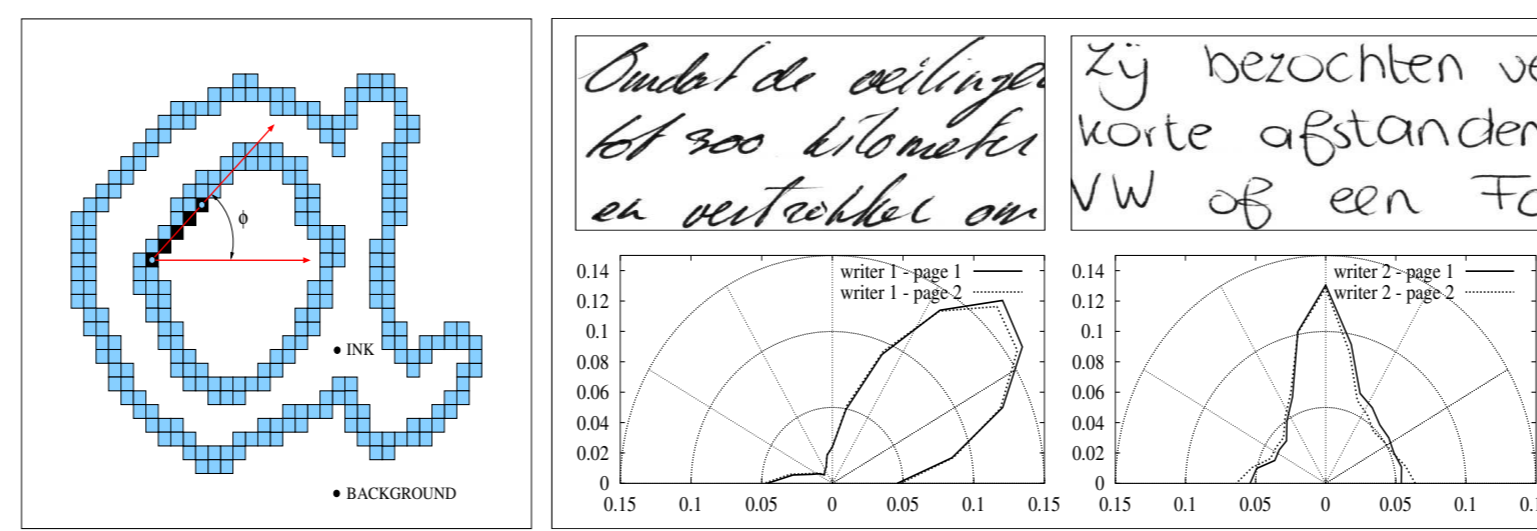 ϕ
INK
BACKGROUND
Omdat de veilingen
tot 300 kilometer
en vertrokken om
Zij bezochten ve
korte afstanden
VW of een Fo
writer 1 - page 1
writer 1 - page 2
0.14
0.12
0.1
0.08
0.06
0.04
0.02
0
0.15 0.1 0.05 0 0.05 0.1 0.15
writer 2 - page 1
writer 2 - page 2
0.14
0.12
0.1
0.08
0.06
0.04
0.02
0
0.15 0.1 0.05 0 0.05 0.1 0.1